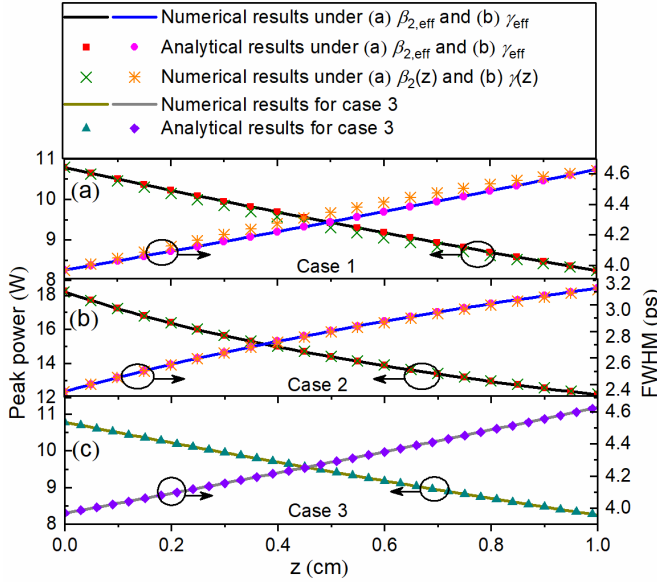 Numerical results under (a) β2,eff and (b) γeff
Analytical results under (a) β2,eff and (b) γeff
Numerical results under (a) β2(z) and (b) γ(z)
Numerical results for case 3
Analytical results for case 3
11
10
9
8
(a)
Case 1
4.6
4.4
4.2
4.0
18
16
14
12
(b)
Case 2
3.2
3.0
2.8
2.6
2.4
11
10
9
8
(c)
Case 3
4.6
4.4
4.2
4.0
Peak power (W)
FWHM (ps)
0.0 0.2 0.4 0.6 0.8 1.0
z (cm)